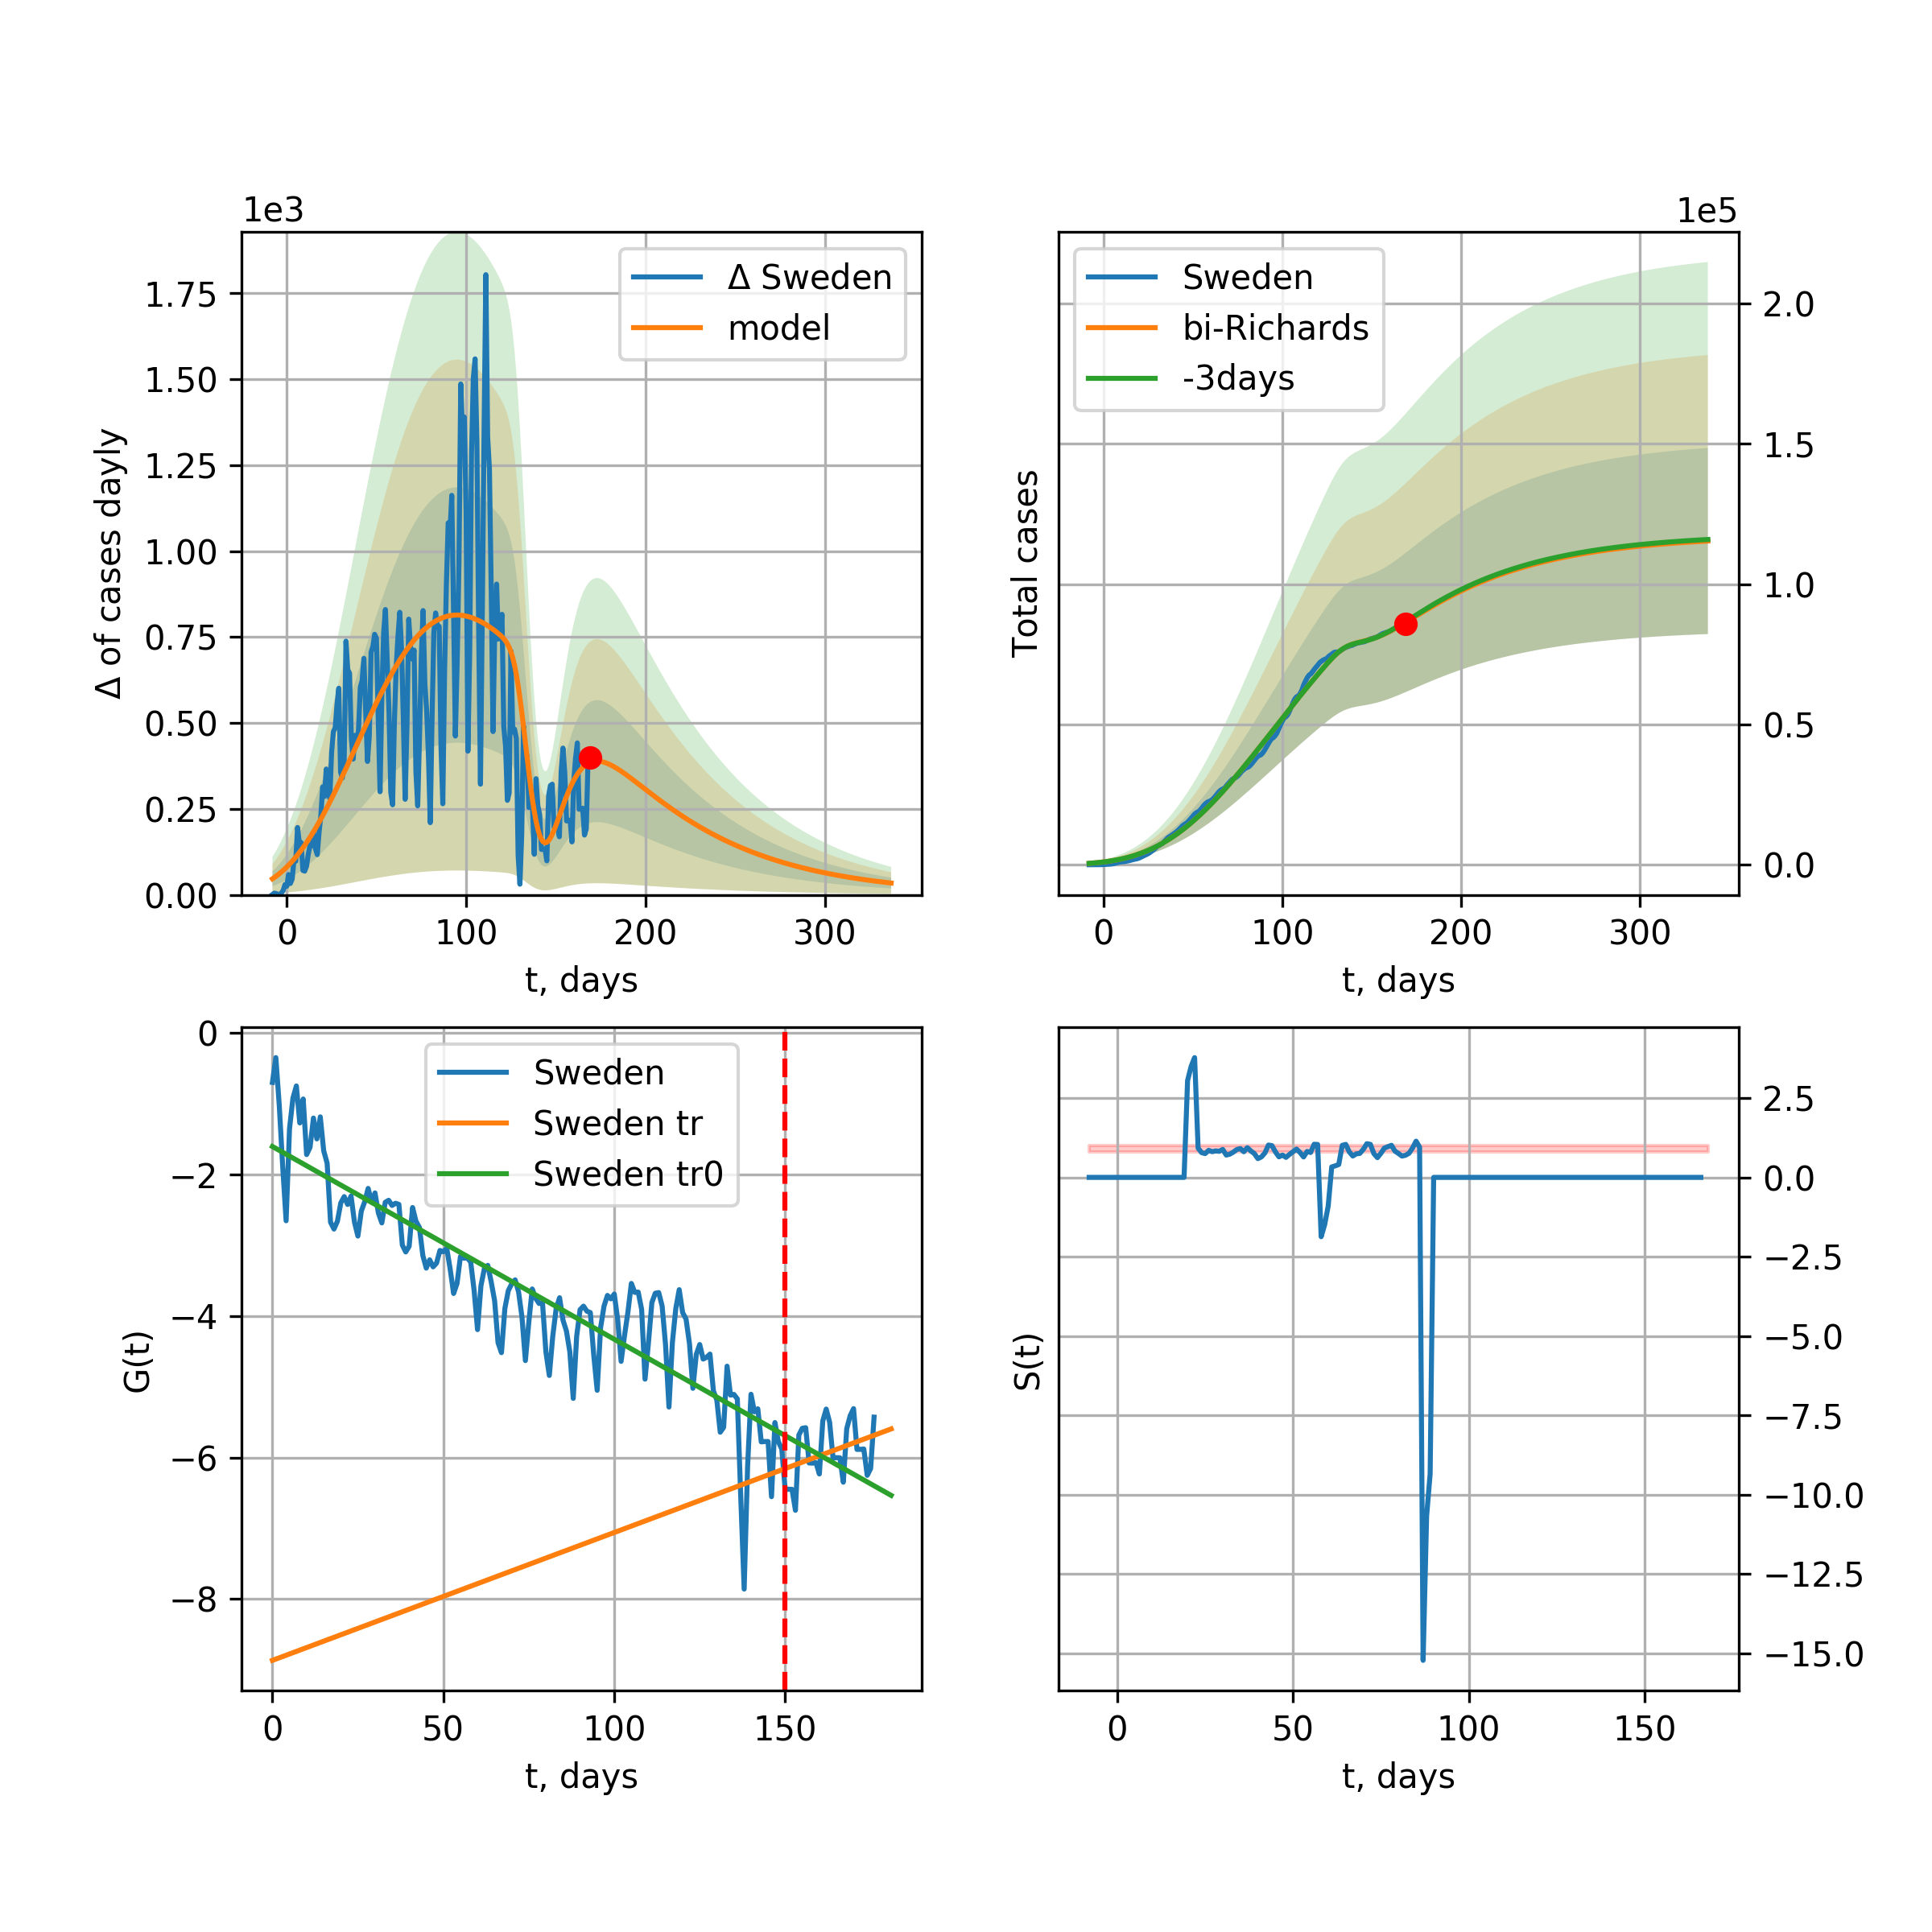 1e3
Δ of cases dayly
1.75
1.50
1.25
1.00
0.75
0.50
0.25
0.00
Δ Sweden
model
0 100 200 300
t, days
1e5
Total cases
Sweden
bi-Richards
-3days
2.0
1.5
1.0
0.5
0.0
0 100 200 300
t, days
G(t)
0
−2
−4
−6
−8
Sweden
Sweden tr
Sweden tr0
0 50 100 150
t, days
S(t)
2.5
0.0
−2.5
−5.0
−7.5
−10.0
−12.5
−15.0
0 50 100 150
t, days